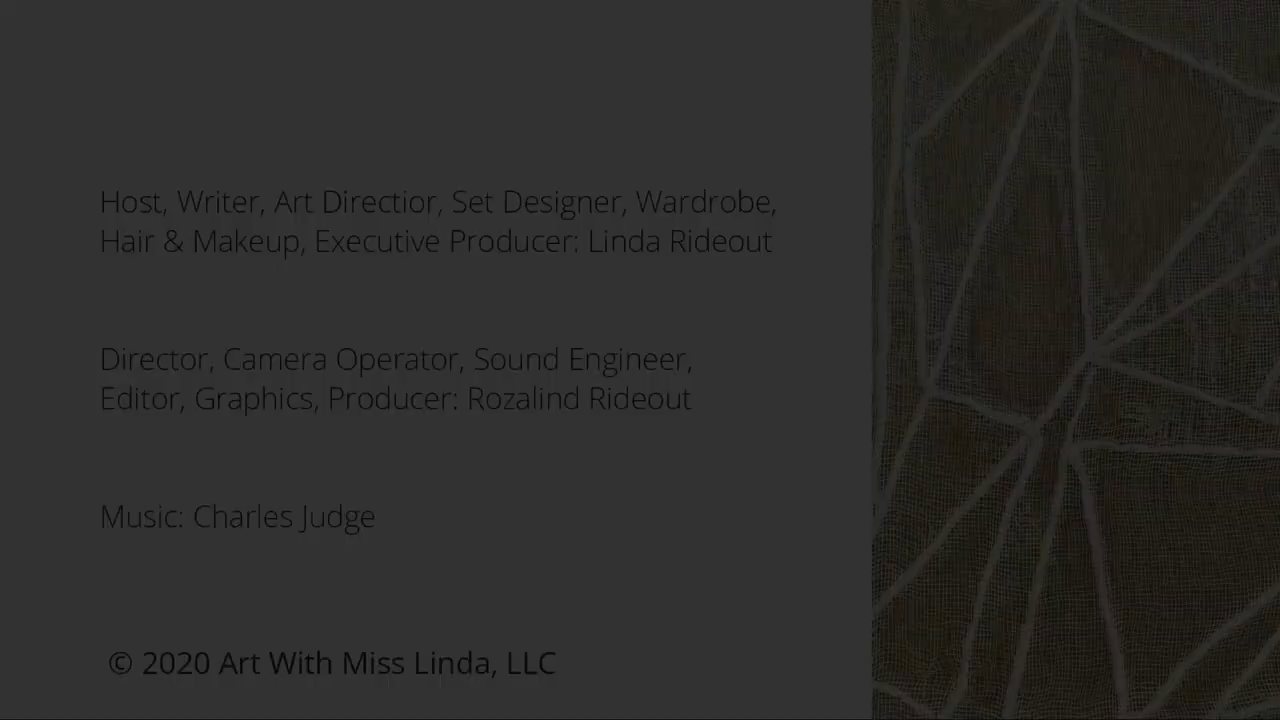 Host, Writer, Art Directior, Set Designer, Wardrobe,
Hair & Makeup, Executive Producer: Linda Rideout
Director, Camera Operator, Sound Engineer,
Editor, Graphics, Producer: Rozalind Rideout
Music: Charles Judge
© 2020 Art With Miss Linda, LLC